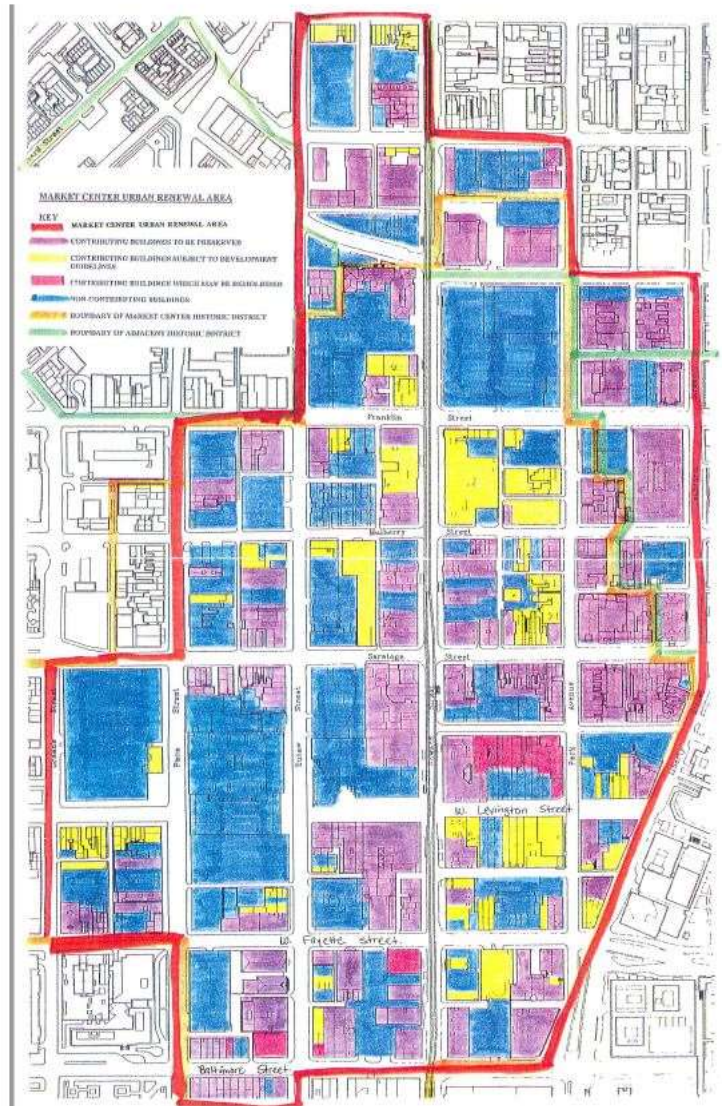 MARKET CENTER URBAN RENEWAL AREA
KEY
MARKET CENTER URBAN RENEWAL AREA
CONTRIBUTING BUILDINGS TO BE PRESERVED
CONTRIBUTING BUILDINGS SUBJECT TO DEVELOPMENT
GUIDELINES
CONTRIBUTING BUILDINGS WHICH MAY BE DEMOLISHED
NON-CONTRIBUTING BUILDINGS
BOUNDARY OF MARKET CENTER HISTORIC DISTRICT
BOUNDARY OF ADJACENT HISTORIC DISTRICT
Franklin Street
Mulberry Street
Saratoga Street
Greene Street
Paca Street
Eutaw Street
Park Avenue
W. Lexington Street
W. Fayette Street
Baltimore Street